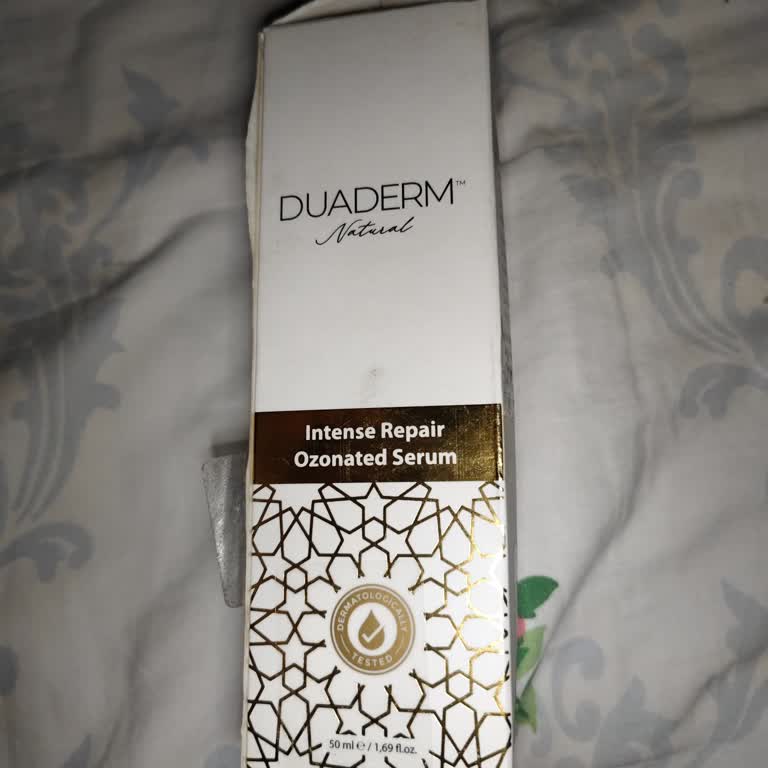 DUADERM™
Natural
Intense Repair
Ozonated Serum
DERMATOLOGICALLY
TESTED
50 ml ℮ / 1,69 fl.oz.